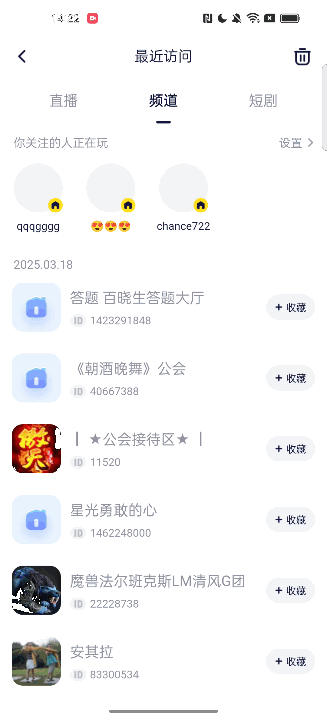 14:22
最近访问
直播 频道 短剧
你关注的人正在玩 设置
qqqgggg 😍😍😍 chance722
2025.03.18
答题 百晓生答题大厅
ID 1423291848
+ 收藏
《朝酒晚舞》公会
ID 40667388
+ 收藏
┃ ★公会接待区★ ┃
ID 11520
+ 收藏
星光勇敢的心
ID 1462248000
+ 收藏
魔兽法尔班克斯LM清风G团
ID 22228738
+ 收藏
安其拉
ID 83300534
+ 收藏